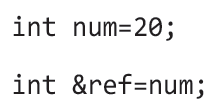 int num=20;
int &ref=num;